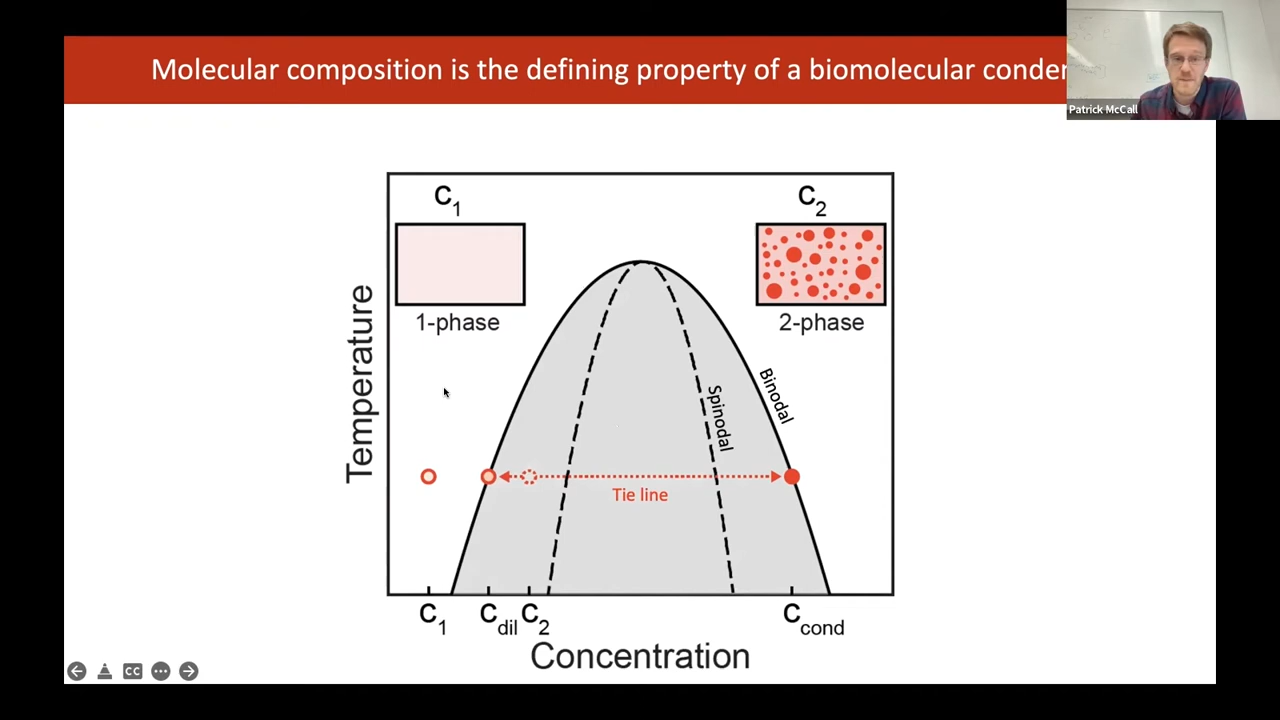 Molecular composition is the defining property of a biomolecular
Patrick McCall
C1
C2
1-phase
2-phase
Temperature
Binodal
Spinodal
Tie line
C1 Cdil C2 Ccond
Concentration
CC